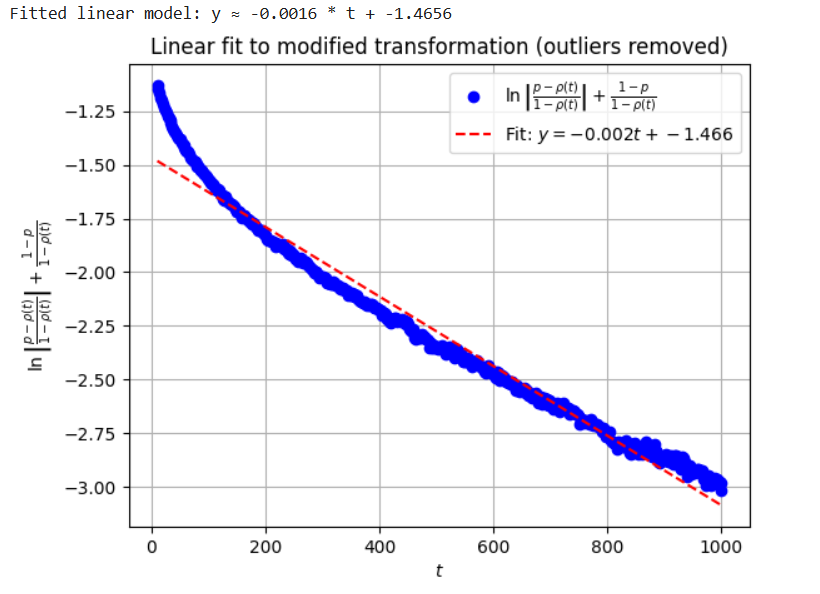 Fitted linear model: y ≈ -0.0016 * t + -1.4656
Linear fit to modified transformation (outliers removed)
ln |p − ρ(t) / 1 − ρ(t)| + 1 − p / 1 − ρ(t)
Fit: y = −0.002t + −1.466
ln |p − ρ(t) / 1 − ρ(t)| + 1 − p / 1 − ρ(t)
−1.25
−1.50
−1.75
−2.00
−2.25
−2.50
−2.75
−3.00
0 200 400 600 800 1000
t